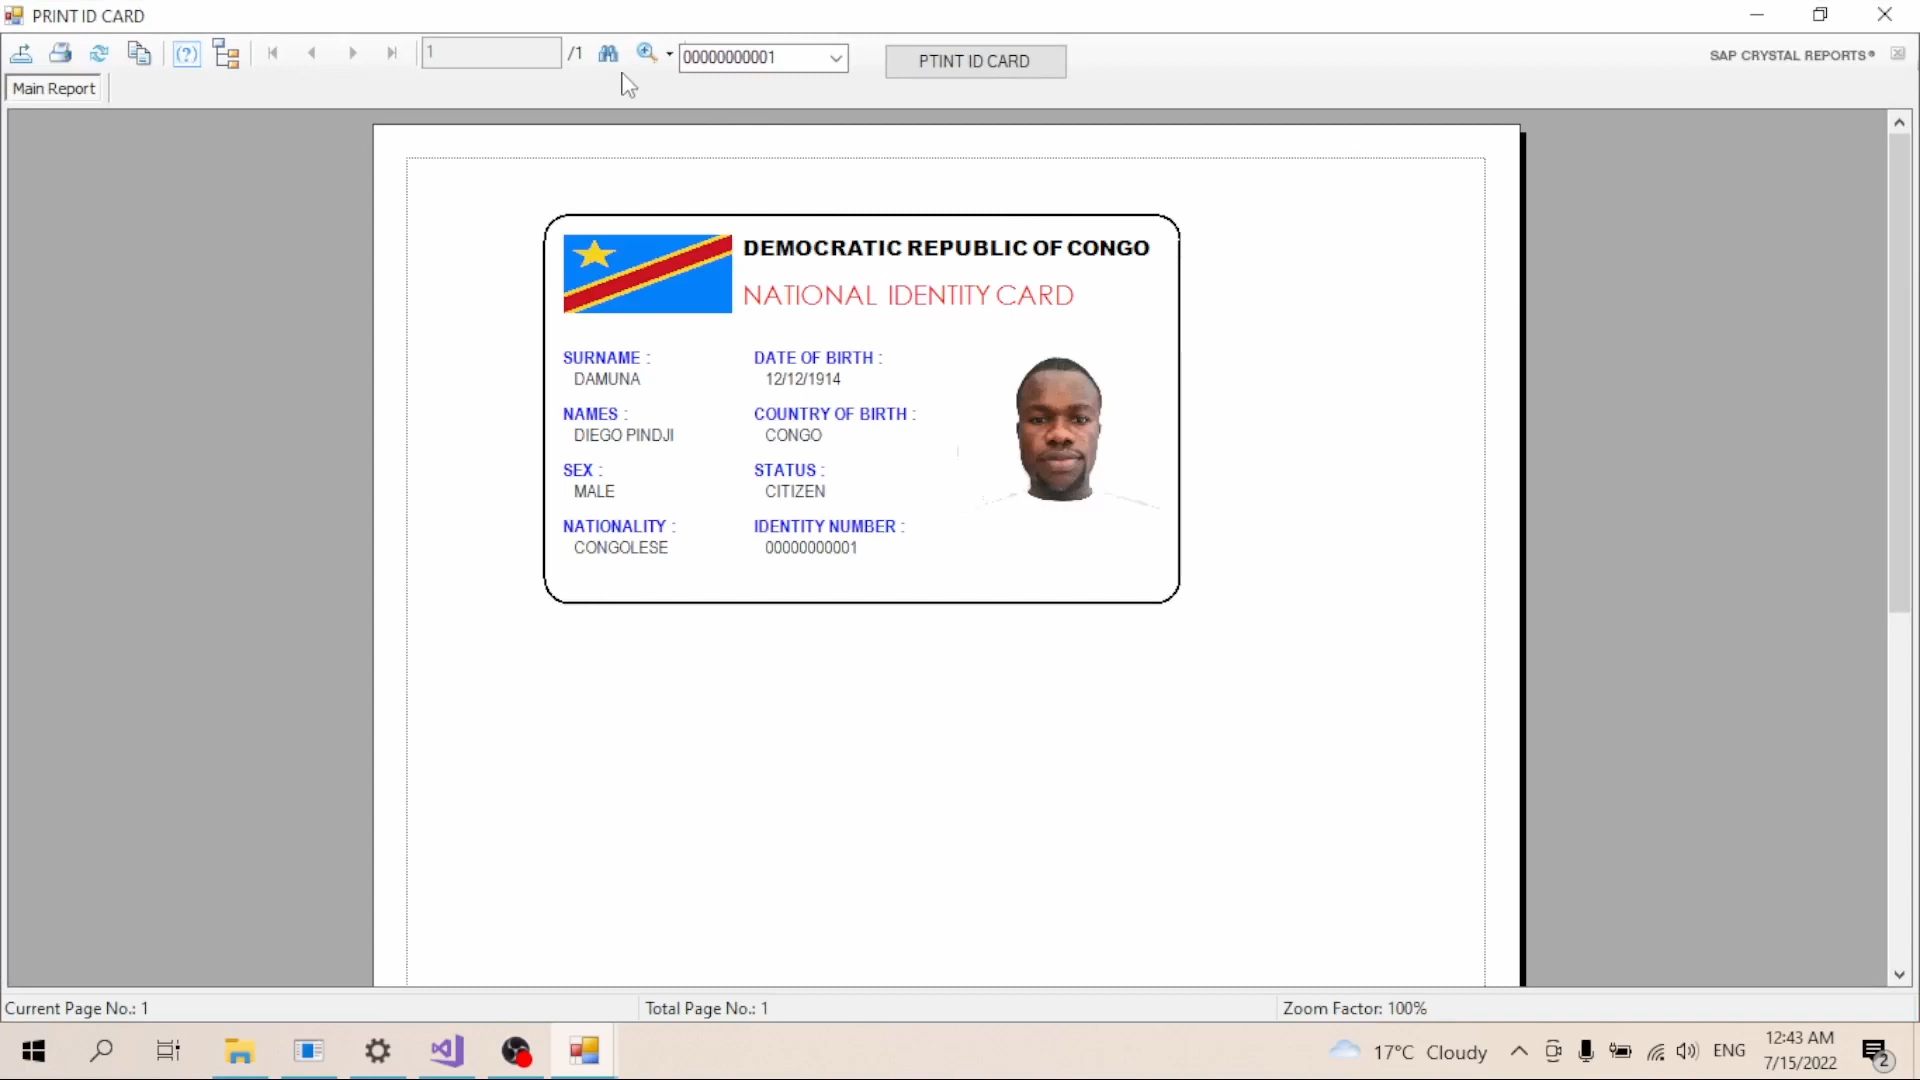 PRINT ID CARD
1 /1 00000000001 PTINT ID CARD SAP CRYSTAL REPORTS®
Main Report
DEMOCRATIC REPUBLIC OF CONGO
NATIONAL IDENTITY CARD
SURNAME : DATE OF BIRTH :
DAMUNA 12/12/1914
NAMES : COUNTRY OF BIRTH :
DIEGO PINDJI CONGO
SEX : STATUS :
MALE CITIZEN
NATIONALITY : IDENTITY NUMBER :
CONGOLESE 00000000001
Current Page No.: 1 Total Page No.: 1 Zoom Factor: 100%
17°C Cloudy ENG 12:43 AM
7/15/2022 2